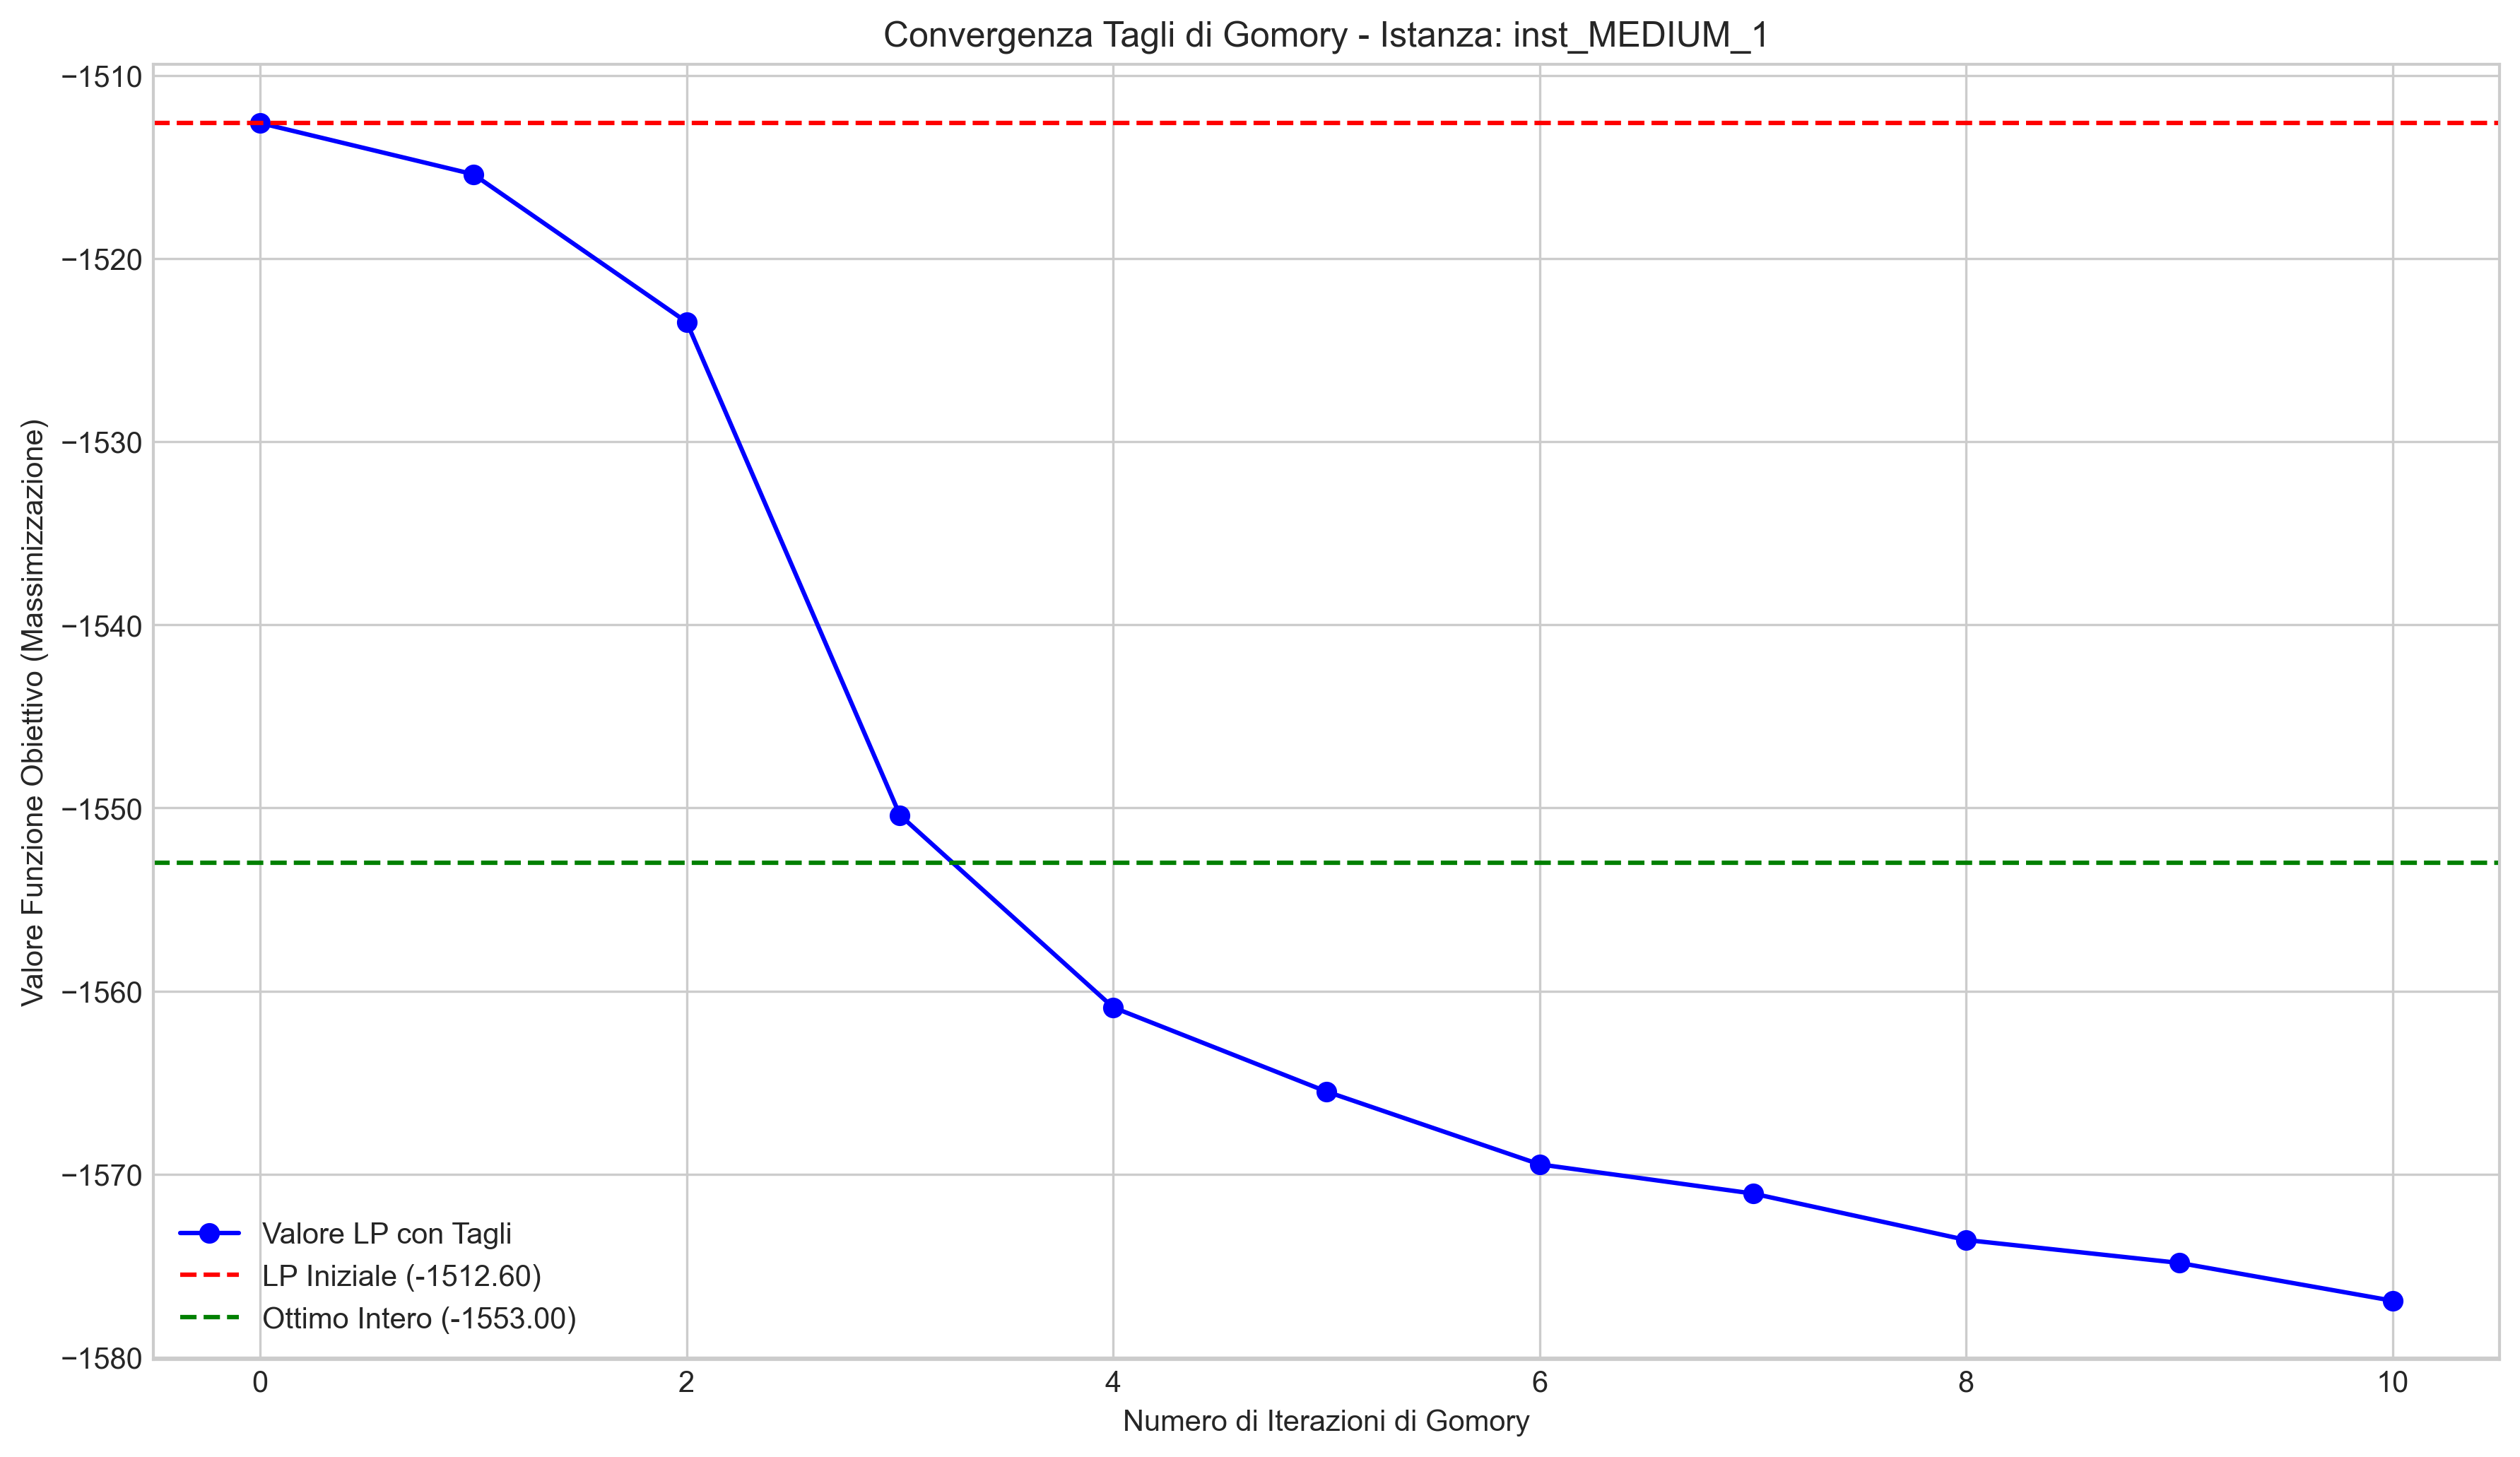 Convergenza Tagli di Gomory - Istanza: inst_MEDIUM_1
Valore Funzione Obiettivo (Massimizzazione)
−1510
−1520
−1530
−1540
−1550
−1560
−1570
−1580
Valore LP con Tagli
LP Iniziale (-1512.60)
Ottimo Intero (-1553.00)
0 2 4 6 8 10
Numero di Iterazioni di Gomory